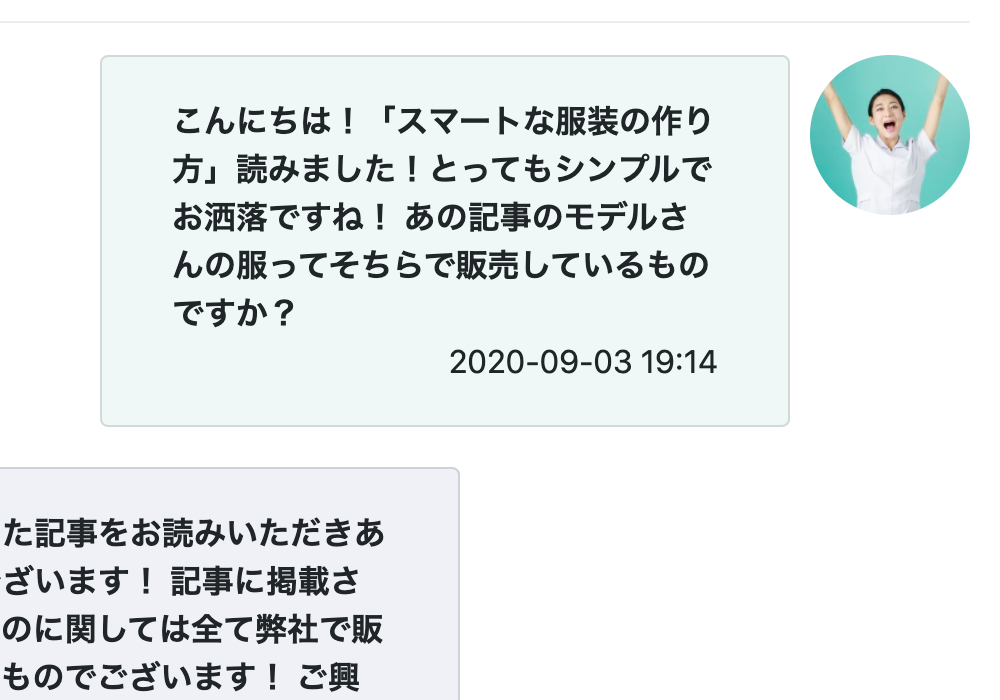 こんにちは！「スマートな服装の作り
方」読みました！とってもシンプルで
お洒落ですね！ あの記事のモデルさ
んの服ってそちらで販売しているもの
ですか？
2020-09-03 19:14
た記事をお読みいただきあ
ざいます！ 記事に掲載さ
のに関しては全て弊社で販
ものでございます！ ご興